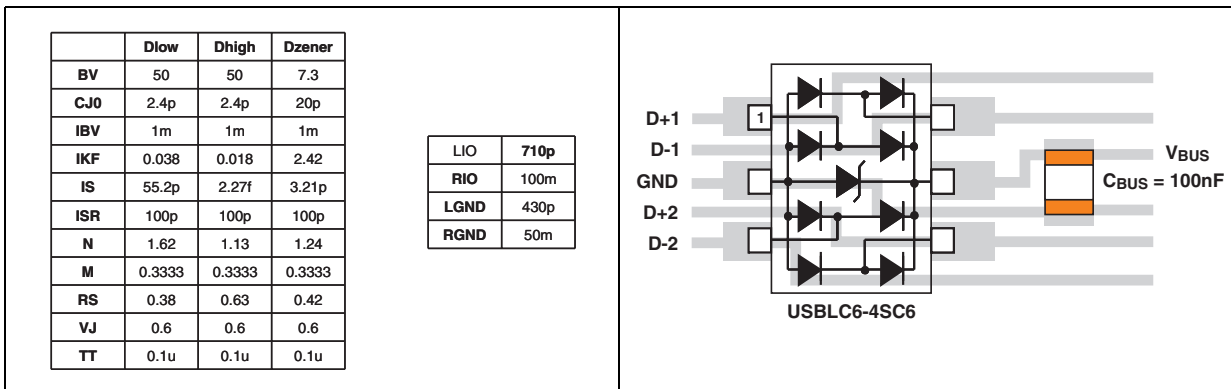 Dlow Dhigh Dzener
BV 50 50 7.3
CJ0 2.4p 2.4p 20p
IBV 1m 1m 1m
IKF 0.038 0.018 2.42
IS 55.2p 2.27f 3.21p
ISR 100p 100p 100p
N 1.62 1.13 1.24
M 0.3333 0.3333 0.3333
RS 0.38 0.63 0.42
VJ 0.6 0.6 0.6
TT 0.1u 0.1u 0.1u
LIO 710p
RIO 100m
LGND 430p
RGND 50m
D+1
1
D-1
GND
D+2
D-2
VBUS
CBUS = 100nF
USBLC6-4SC6